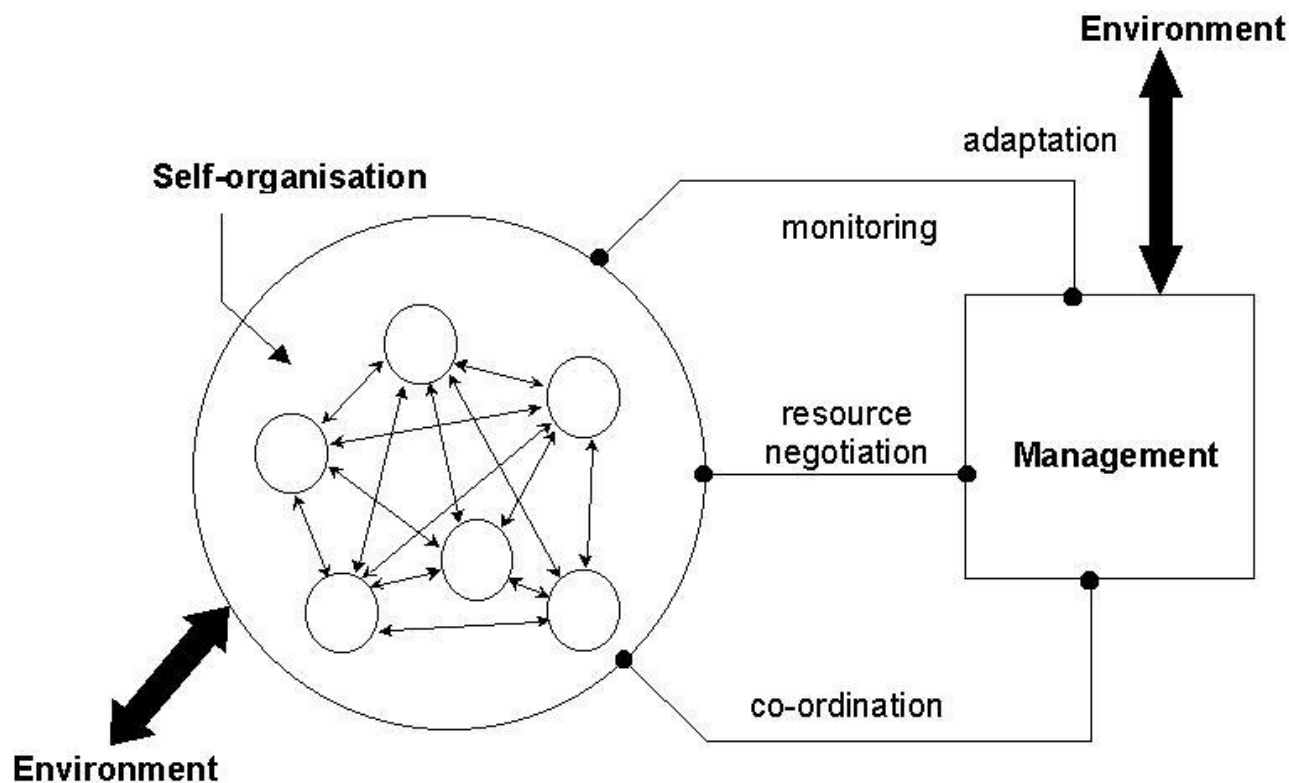 Environment
adaptation
Self-organisation
monitoring
resource
negotiation
Management
co-ordination
Environment